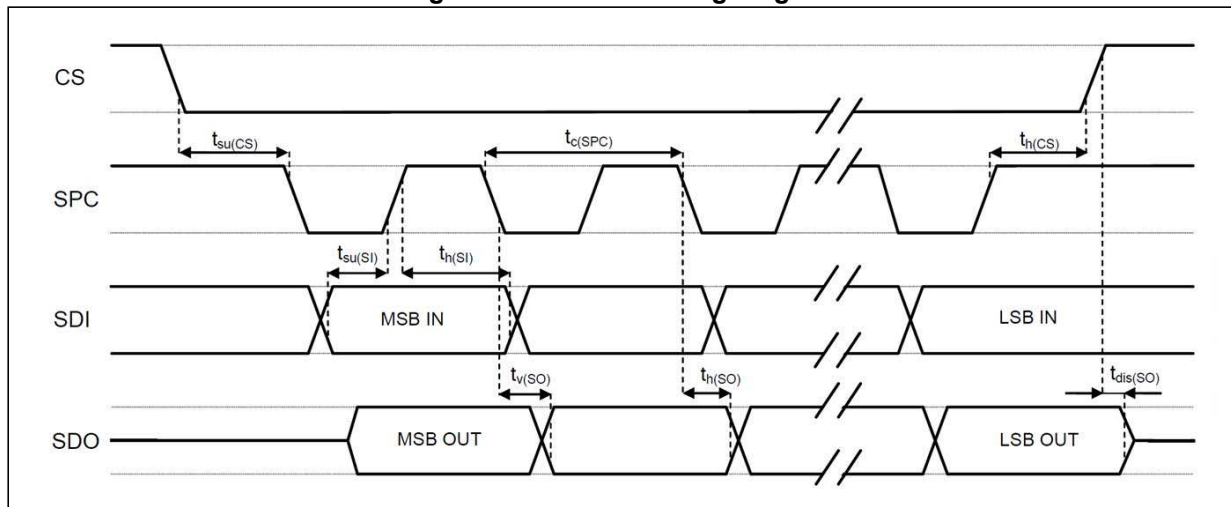 CS
t_su(CS)
t_c(SPC)
t_h(CS)
SPC
t_su(SI)
t_h(SI)
SDI
MSB IN
LSB IN
t_v(SO)
t_h(SO)
t_dis(SO)
SDO
MSB OUT
LSB OUT